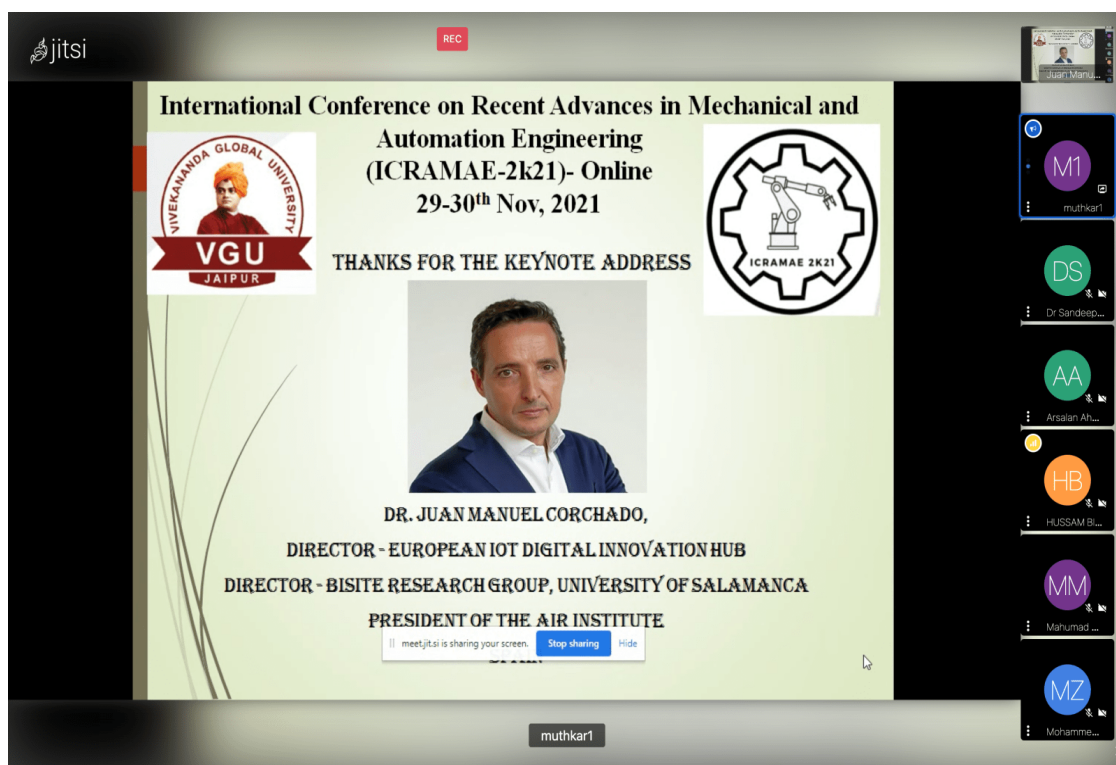 jitsi
REC
International Conference on Recent Advances in Mechanical and
Automation Engineering
(ICRAMAE-2k21)- Online
29-30th Nov, 2021
VIVEKANANDA GLOBAL UNIVERSITY
VGU
JAIPUR
ICRAMAE 2K21
THANKS FOR THE KEYNOTE ADDRESS
DR. JUAN MANUEL CORCHADO,
DIRECTOR - EUROPEAN IOT DIGITAL INNOVATION HUB
DIRECTOR - BISITE RESEARCH GROUP, UNIVERSITY OF SALAMANCA
PRESIDENT OF THE AIR INSTITUTE
meet.jit.si is sharing your screen. Stop sharing Hide
SPAIN
muthkar1
Juan Manu...
M1
muthkar1
DS
Dr Sandeep...
AA
Arsalan Ah...
HB
HUSSAM BI...
MM
Mahumad ...
MZ
Mohamme...